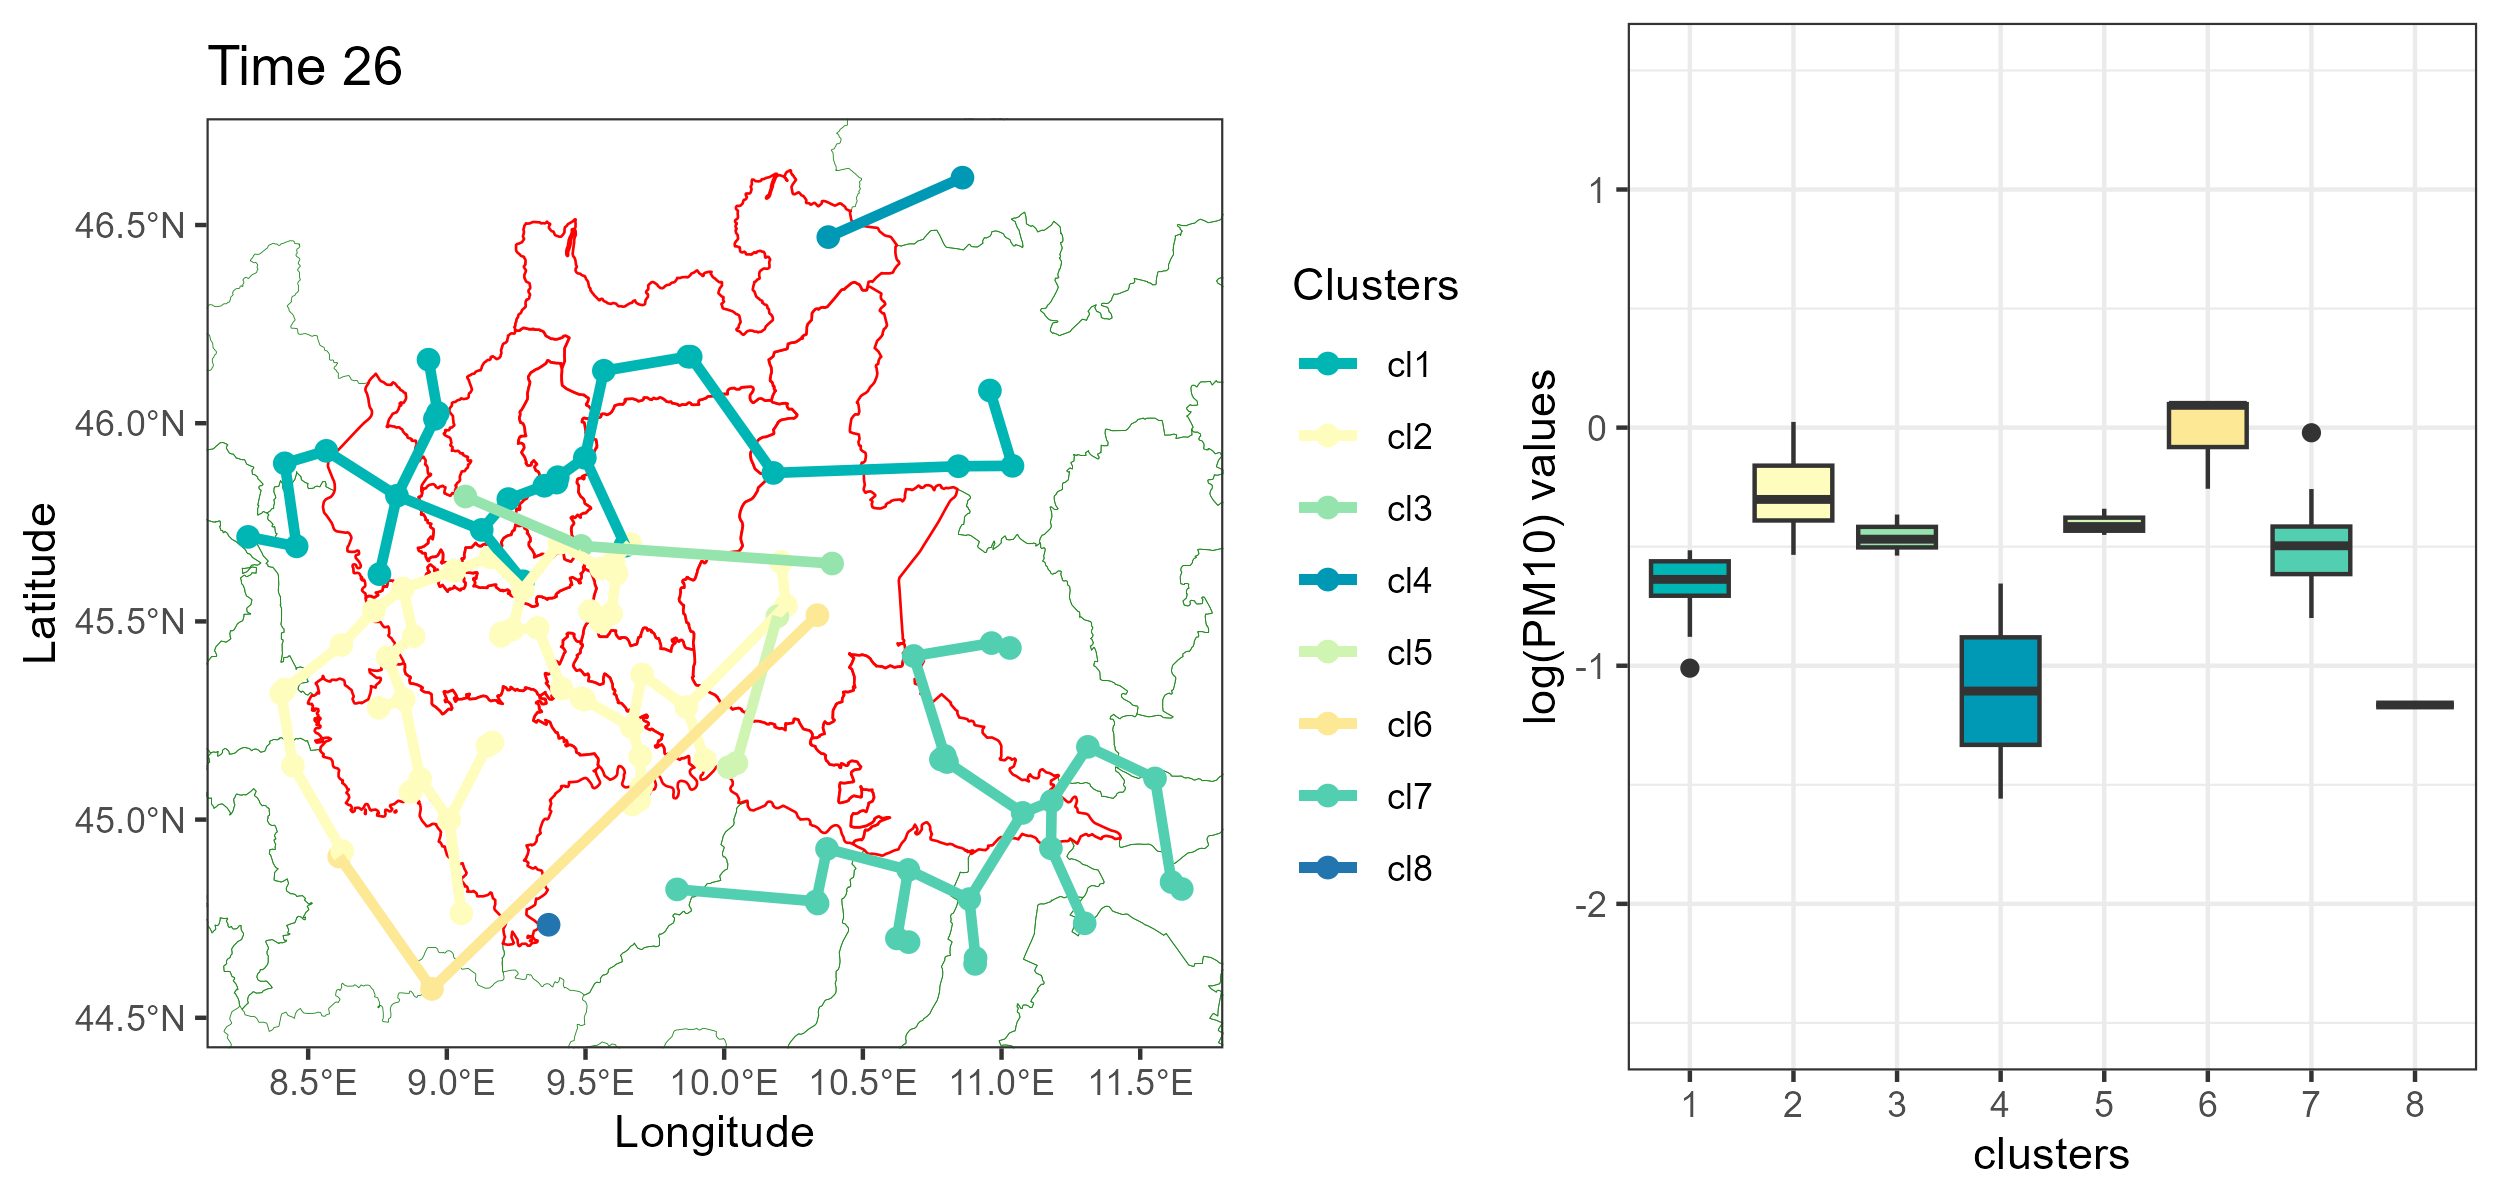 Time 26
46.5°N
46.0°N
45.5°N
45.0°N
44.5°N
Latitude
8.5°E 9.0°E 9.5°E 10.0°E 10.5°E 11.0°E 11.5°E
Longitude
Clusters
cl1
cl2
cl3
cl4
cl5
cl6
cl7
cl8
log(PM10) values
1
0
-1
-2
1 2 3 4 5 6 7 8
clusters